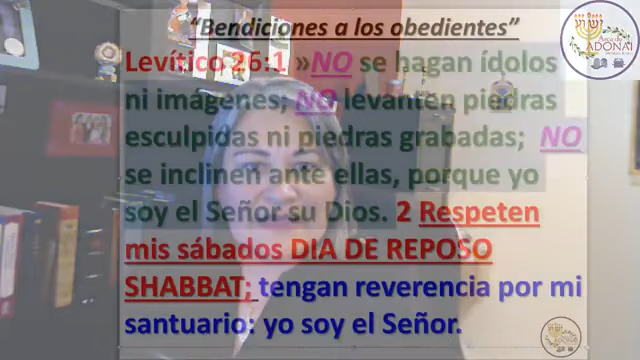 “Bendiciones a los obedientes”
Levítico 26:1 »NO se hagan ídolos
ni imágenes; NO levanten piedras
esculpidas ni piedras grabadas; NO
se inclinen ante ellas, porque yo
soy el Señor su Dios. 2 Respeten
mis sábados DIA DE REPOSO
SHABBAT; tengan reverencia por mi
santuario: yo soy el Señor.
Arca de
ADONAI